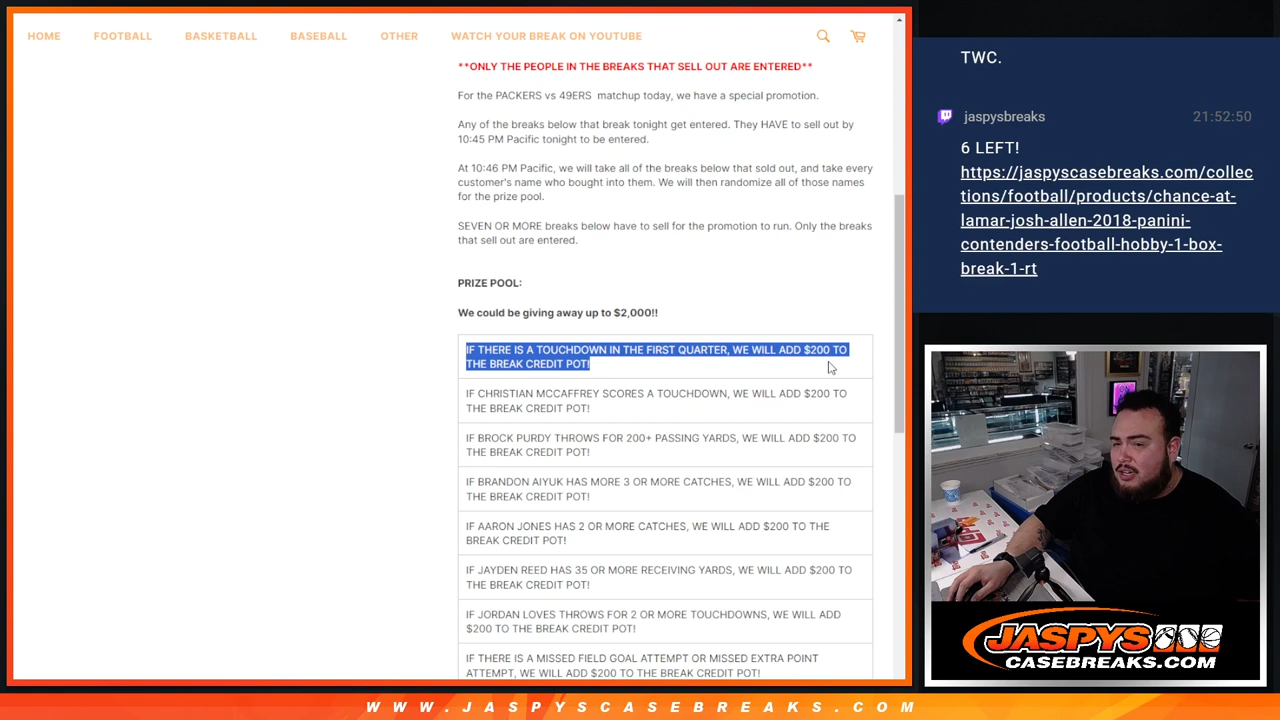 HOME FOOTBALL BASKETBALL BASEBALL OTHER WATCH YOUR BREAK ON YOUTUBE
**ONLY THE PEOPLE IN THE BREAKS THAT SELL OUT ARE ENTERED**
For the PACKERS vs 49ERS matchup today, we have a special promotion.
Any of the breaks below that break tonight get entered. They HAVE to sell out by
10:45 PM Pacific tonight to be entered.
At 10:46 PM Pacific, we will take all of the breaks below that sold out, and take every
customer's name who bought into them. We will then randomize all of those names
for the prize pool.
SEVEN OR MORE breaks below have to sell for the promotion to run. Only the breaks
that sell out are entered.
PRIZE POOL:
We could be giving away up to $2,000!!
IF THERE IS A TOUCHDOWN IN THE FIRST QUARTER, WE WILL ADD $200 TO
THE BREAK CREDIT POT!
IF CHRISTIAN MCCAFFREY SCORES A TOUCHDOWN, WE WILL ADD $200 TO
THE BREAK CREDIT POT!
IF BROCK PURDY THROWS FOR 200+ PASSING YARDS, WE WILL ADD $200 TO
THE BREAK CREDIT POT!
IF BRANDON AIYUK HAS MORE 3 OR MORE CATCHES, WE WILL ADD $200 TO
THE BREAK CREDIT POT!
IF AARON JONES HAS 2 OR MORE CATCHES, WE WILL ADD $200 TO THE
BREAK CREDIT POT!
IF JAYDEN REED HAS 35 OR MORE RECEIVING YARDS, WE WILL ADD $200 TO
THE BREAK CREDIT POT!
IF JORDAN LOVES THROWS FOR 2 OR MORE TOUCHDOWNS, WE WILL ADD
$200 TO THE BREAK CREDIT POT!
IF THERE IS A MISSED FIELD GOAL ATTEMPT OR MISSED EXTRA POINT
ATTEMPT, WE WILL ADD $200 TO THE BREAK CREDIT POT!
TWC.
jaspysbreaks 21:52:50
6 LEFT!
https://jaspyscasebreaks.com/collec
tions/football/products/chance-at-
lamar-josh-allen-2018-panini-
contenders-football-hobby-1-box-
break-1-rt
JASPYS
CASEBREAKS.COM
WWW.JASPYSCASEBREAKS.COM